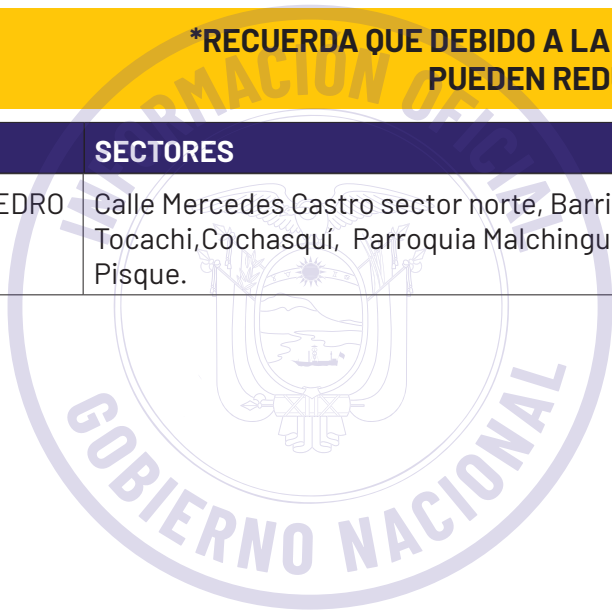 *RECUERDA QUE DEBIDO A LA
PUEDEN RED
SECTORES
EDRO
Calle Mercedes Castro sector norte, Barri
Tocachi,Cochasquí, Parroquia Malchingu
Pisque.
INFORMACIÓN OFICIAL
GOBIERNO NACIONAL